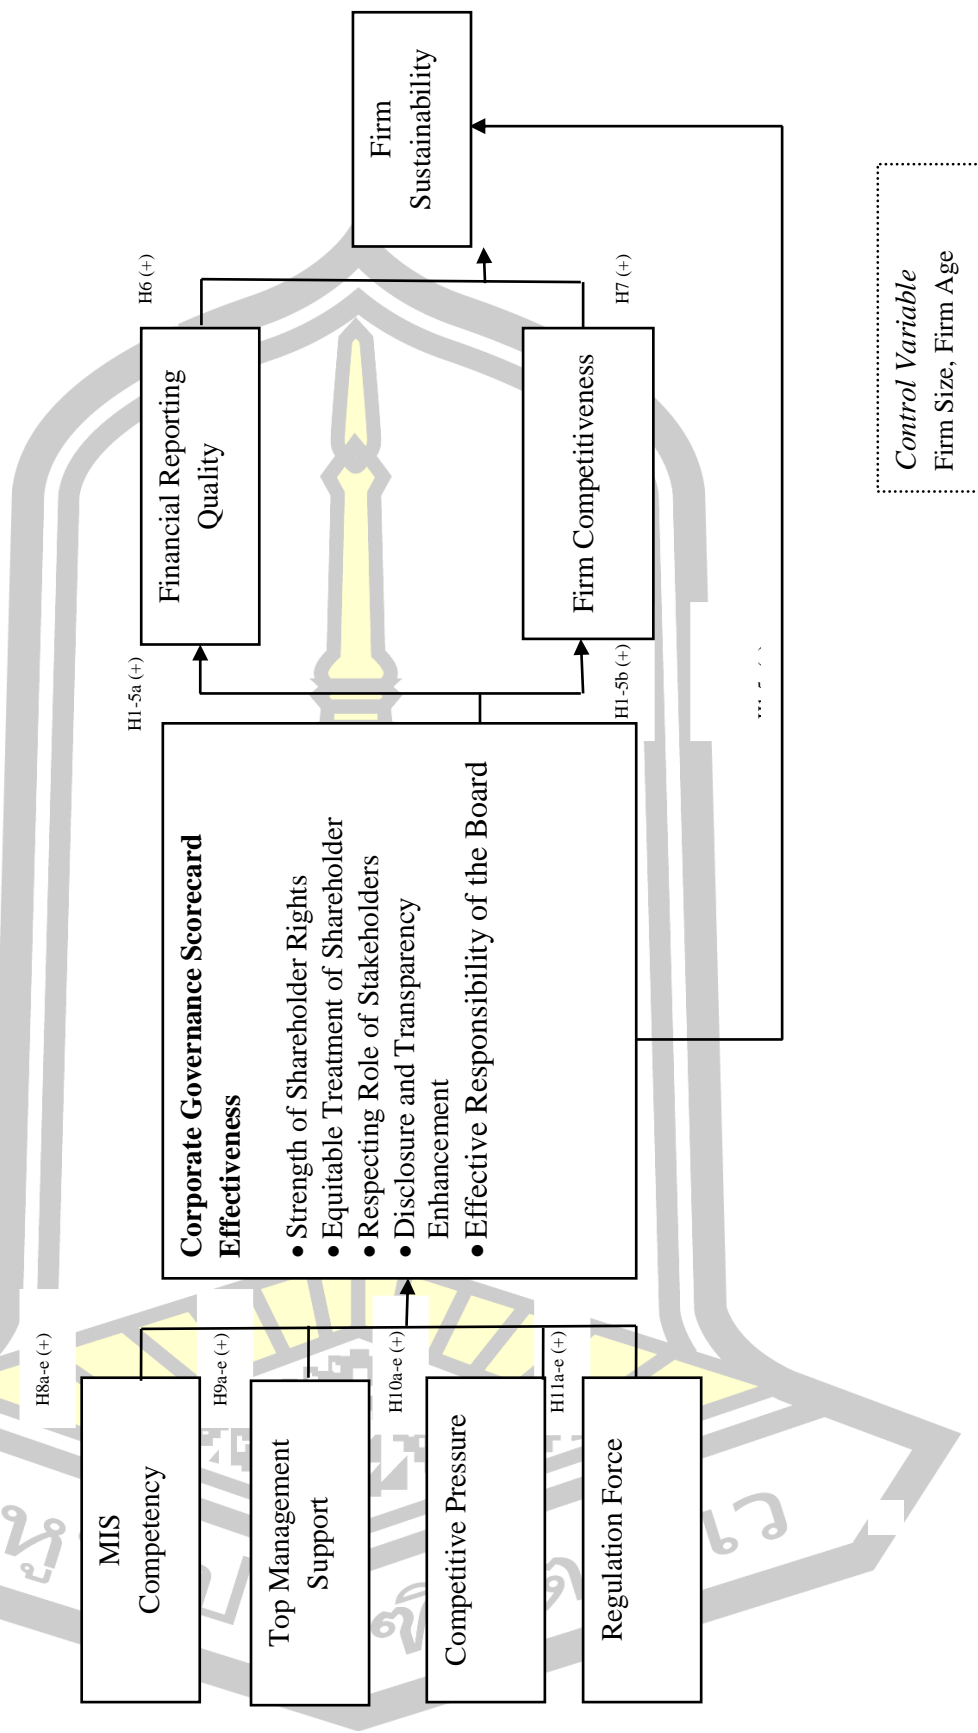 H8a-e (+)
MIS
Competency
H9a-e (+)
Top Management
Support
H10a-e (+)
Competitive Pressure
H11a-e (+)
Regulation Force
Corporate Governance Scorecard
Effectiveness
• Strength of Shareholder Rights
• Equitable Treatment of Shareholder
• Respecting Role of Stakeholders
• Disclosure and Transparency
Enhancement
• Effective Responsibility of the Board
H1-5a (+)
Financial Reporting
Quality
H1-5b (+)
Firm Competitiveness
H6 (+)
H7 (+)
Firm
Sustainability
Control Variable
Firm Size, Firm Age